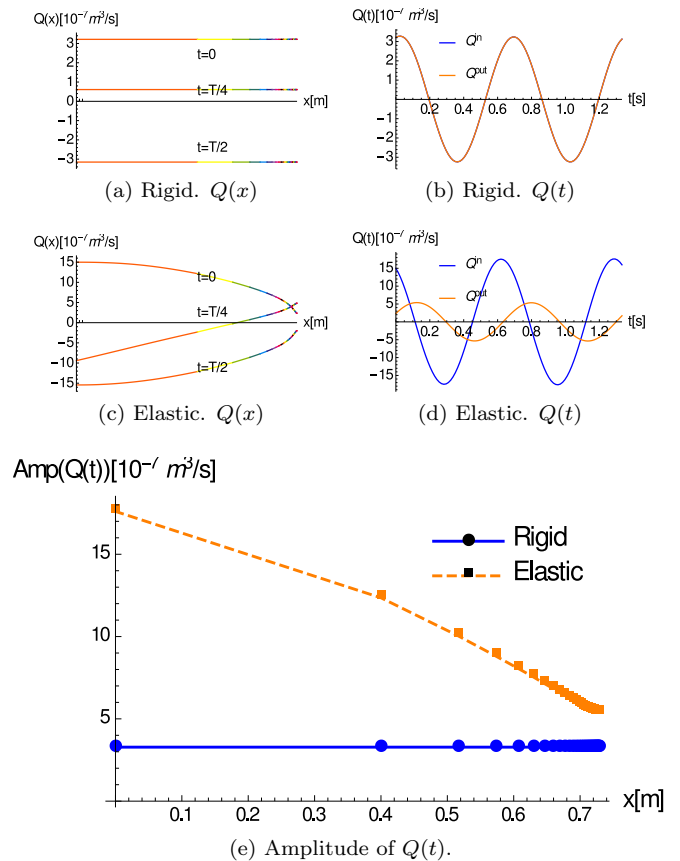 Q(x)[10⁻⁷ m³/s]
3
2
1
0
−1
−2
−3
t=0
t=T/4
t=T/2
x[m]
(a) Rigid. Q(x)
Q(t)[10⁻⁷ m³/s]
3
2
1
−1
−2
−3
Qⁱⁿ
Qᵒᵘᵗ
0.2 0.4 0.6 0.8 1.0 1.2
t[s]
(b) Rigid. Q(t)
Q(x)[10⁻⁷ m³/s]
15
10
5
0
−5
−10
−15
t=0
t=T/4
t=T/2
x[m]
(c) Elastic. Q(x)
Q(t)[10⁻⁷ m³/s]
15
10
5
−5
−10
−15
Qⁱⁿ
Qᵒᵘᵗ
0.2 0.4 0.6 0.8 1.0 1.2
t[s]
(d) Elastic. Q(t)
Amp(Q(t))[10⁻⁷ m³/s]
15
10
5
Rigid
Elastic
0.1 0.2 0.3 0.4 0.5 0.6 0.7
x[m]
(e) Amplitude of Q(t).